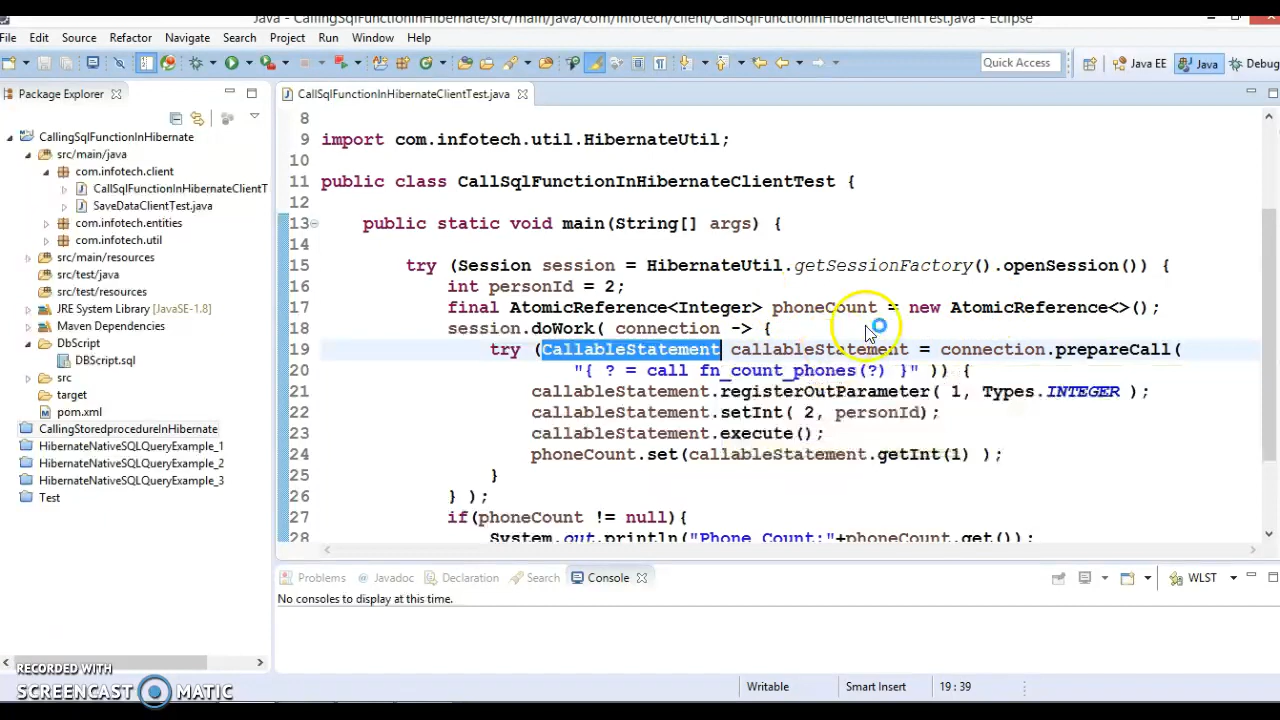 Java - CallingSqlFunctionInHibernate/src/main/java/com/infotech/client/CallSqlFunctionInHibernateClientTest.java - Eclipse
File Edit Source Refactor Navigate Search Project Run Window Help
Quick Access Java EE Java Debug
Package Explorer
CallSqlFunctionInHibernateClientTest.java
CallingSqlFunctionInHibernate
src/main/java
com.infotech.client
CallSqlFunctionInHibernateClientT
SaveDataClientTest.java
com.infotech.entities
com.infotech.util
src/main/resources
src/test/java
src/test/resources
JRE System Library [JavaSE-1.8]
Maven Dependencies
DbScript
DBScript.sql
src
target
pom.xml
CallingStoredprocedureInHibernate
HibernateNativeSQLQueryExample_1
HibernateNativeSQLQueryExample_2
HibernateNativeSQLQueryExample_3
Test
8
9 import com.infotech.util.HibernateUtil;
10
11 public class CallSqlFunctionInHibernateClientTest {
12
13 public static void main(String[] args) {
14
15 try (Session session = HibernateUtil.getSessionFactory().openSession()) {
16 int personId = 2;
17 final AtomicReference<Integer> phoneCount = new AtomicReference<>();
18 session.doWork( connection -> {
19 try (CallableStatement callableStatement = connection.prepareCall(
20 "{ ? = call fn_count_phones(?) }" )) {
21 callableStatement.registerOutParameter( 1, Types.INTEGER );
22 callableStatement.setInt( 2, personId);
23 callableStatement.execute();
24 phoneCount.set(callableStatement.getInt(1) );
25 }
26 } );
27 if(phoneCount != null){
28 System.out.println("Phone Count:"+phoneCount.get());
Problems Javadoc Declaration Search Console WLST
No consoles to display at this time.
RECORDED WITH
SCREENCAST MATIC
Writable Smart Insert 19 : 39